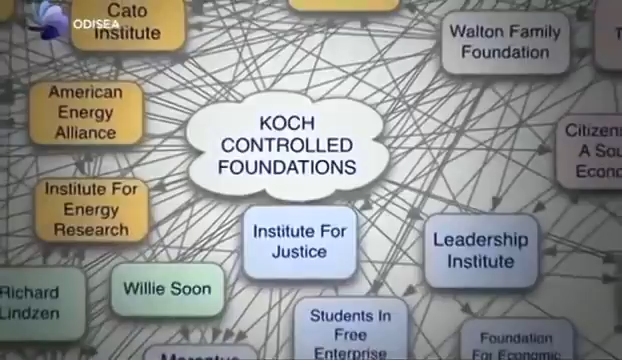 ODISEA
Cato
Institute
Walton Family
Foundation
American
Energy
Alliance
KOCH
CONTROLLED
FOUNDATIONS
Institute For
Energy
Research
Institute For
Justice
Leadership
Institute
Richard
Lindzen
Willie Soon
Students In
Free
Enterprise
Foundation
For Economic
Citizens
A Sou
Econo